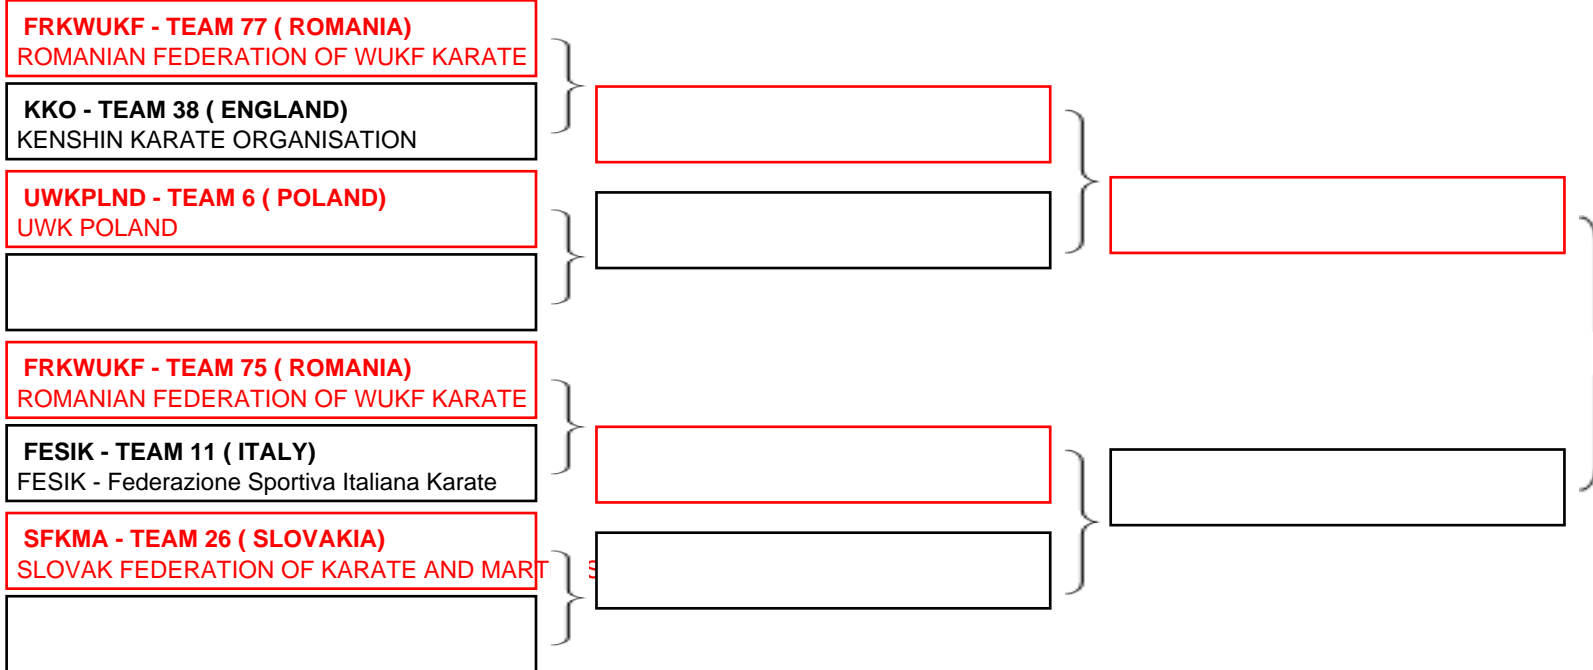 FRKWUKF - TEAM 77 ( ROMANIA)
ROMANIAN FEDERATION OF WUKF KARATE
KKO - TEAM 38 ( ENGLAND)
KENSHIN KARATE ORGANISATION
UWKPLND - TEAM 6 ( POLAND)
UWK POLAND
FRKWUKF - TEAM 75 ( ROMANIA)
ROMANIAN FEDERATION OF WUKF KARATE
FESIK - TEAM 11 ( ITALY)
FESIK - Federazione Sportiva Italiana Karate
SFKMA - TEAM 26 ( SLOVAKIA)
SLOVAK FEDERATION OF KARATE AND